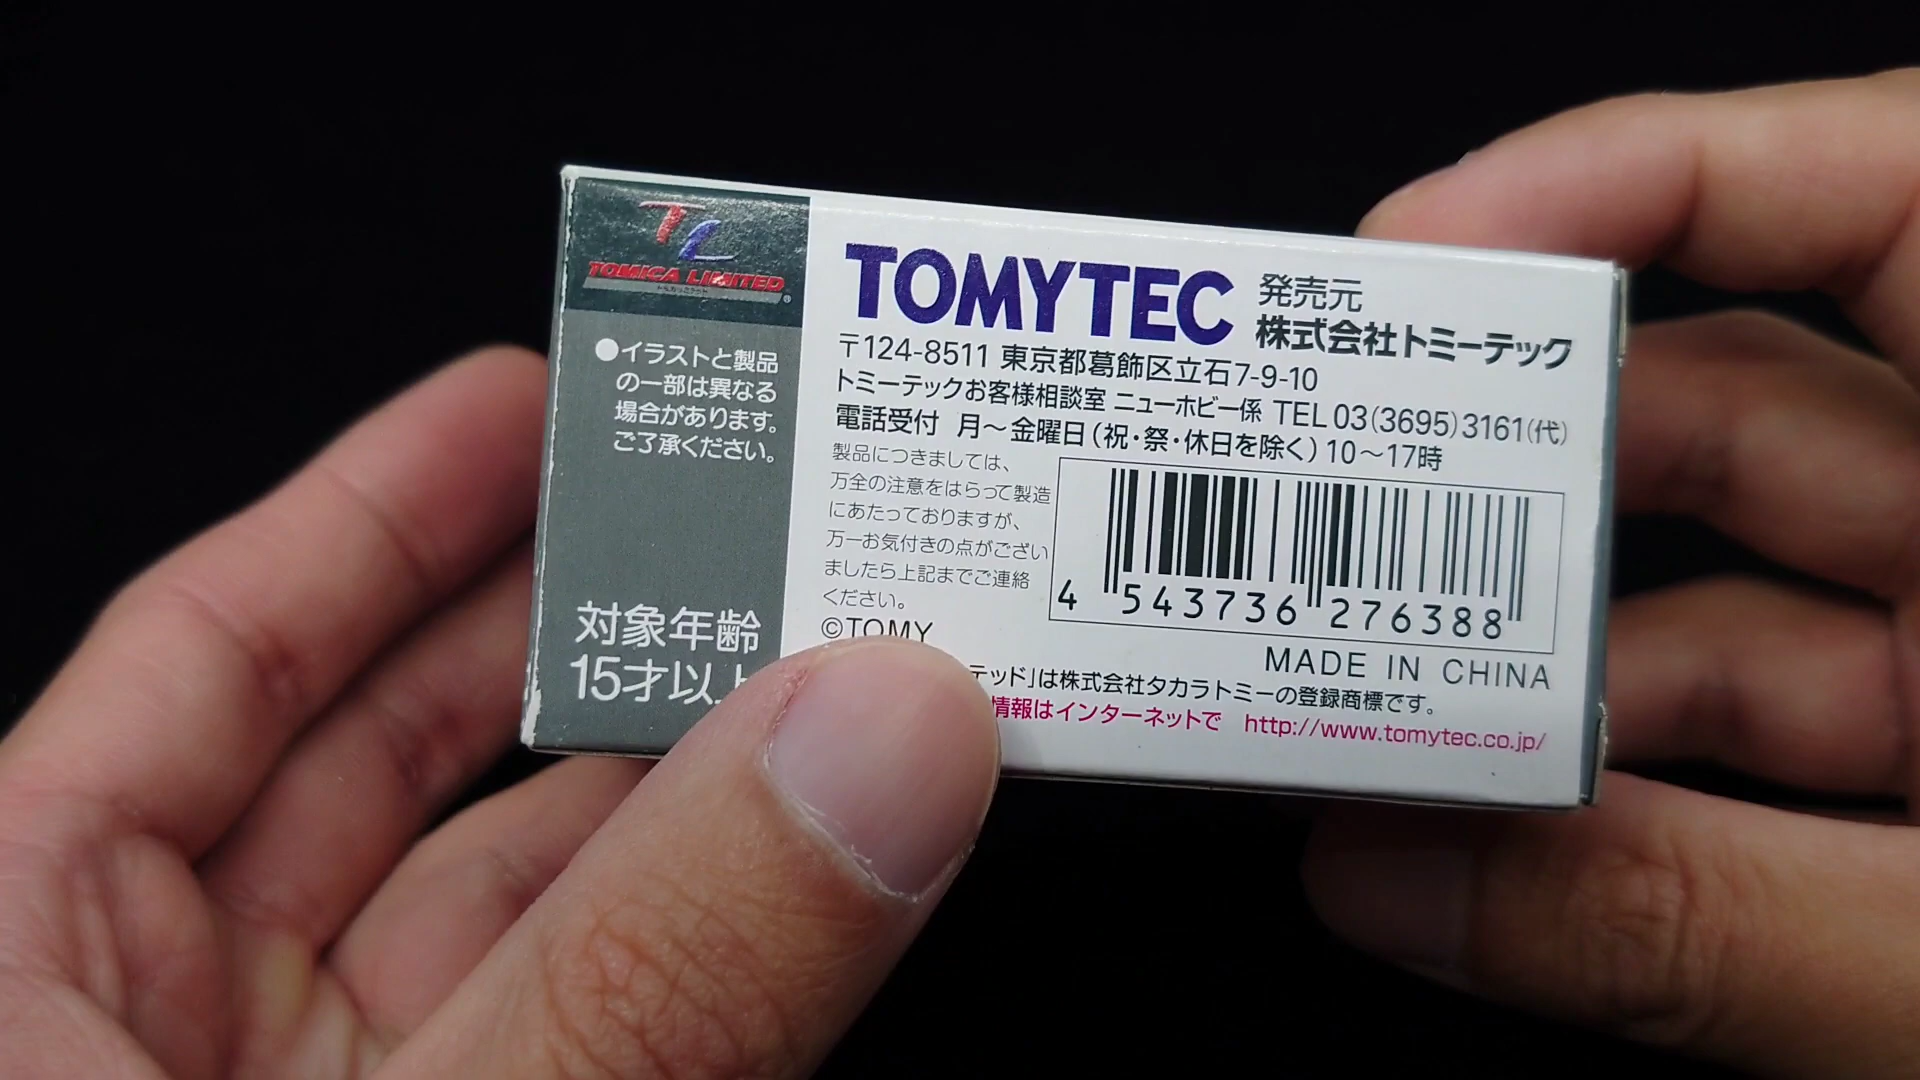 TL
TOMICA LIMITED
トミカリミテッド ®
●イラストと製品
の一部は異なる
場合があります。
ご了承ください。
対象年齢
15才以上
TOMYTEC 発売元
株式会社トミーテック
〒124-8511 東京都葛飾区立石7-9-10
トミーテックお客様相談室 ニューホビー係 TEL 03(3695)3161(代)
電話受付 月～金曜日(祝・祭・休日を除く)10～17時
製品につきましては、
万全の注意をはらって製造
にあたっておりますが、
万一お気付きの点がござい
ましたら上記までご連絡
ください。
4 543736 276388
©TOMY
MADE IN CHINA
テッド」は株式会社タカラトミーの登録商標です。
情報はインターネットで http://www.tomytec.co.jp/